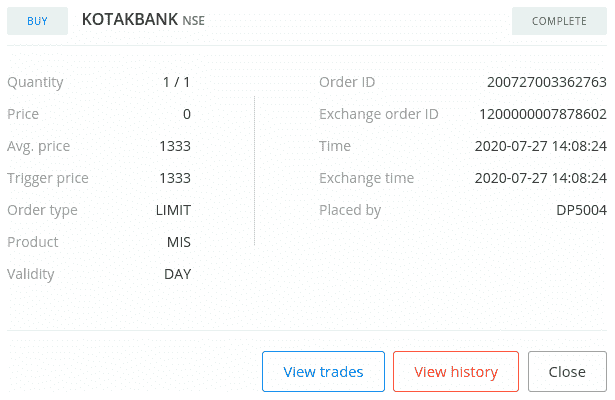 BUY KOTAKBANK NSE COMPLETE
Quantity 1 / 1 Order ID 200727003362763
Price 0 Exchange order ID 1200000007878602
Avg. price 1333 Time 2020-07-27 14:08:24
Trigger price 1333 Exchange time 2020-07-27 14:08:24
Order type LIMIT Placed by DP5004
Product MIS
Validity DAY
View trades View history Close